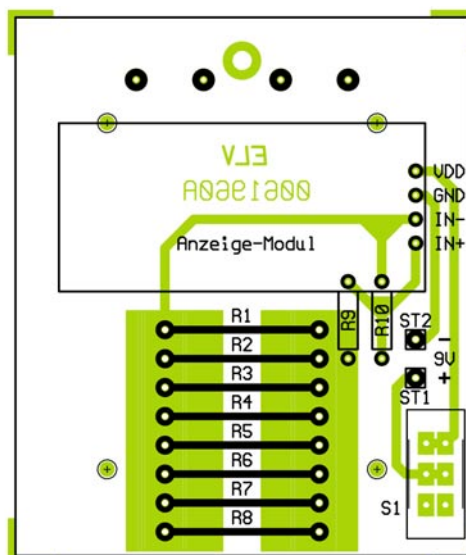 ELV
0061960A
VDD
GND
IN-
IN+
Anzeige-Modul
R1
R2
R3
R4
R5
R6
R7
R8
R9
R10
ST2
-
9V
+
ST1
S1